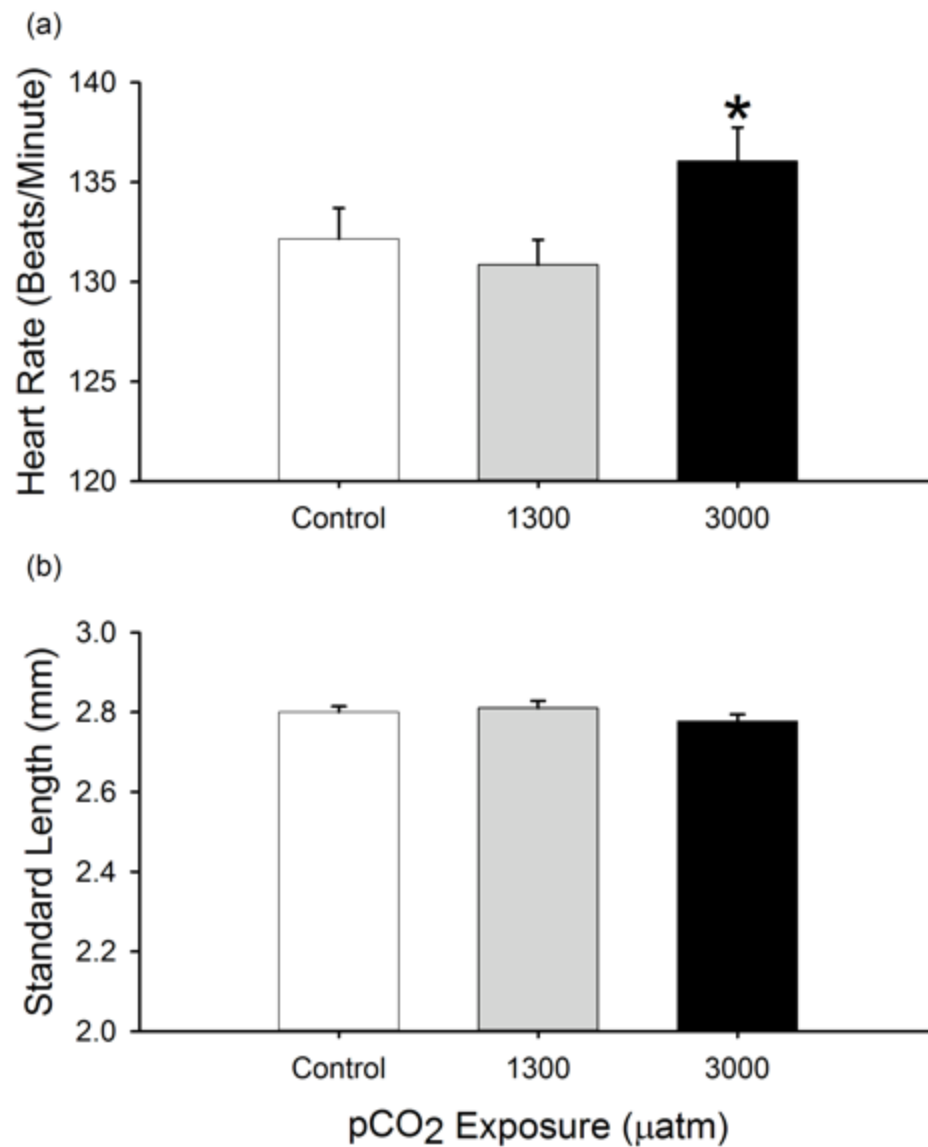 (a)
Heart Rate (Beats/Minute)
140
135
130
125
120
*
Control 1300 3000
(b)
Standard Length (mm)
3.0
2.8
2.6
2.4
2.2
2.0
Control 1300 3000
pCO2 Exposure (μatm)